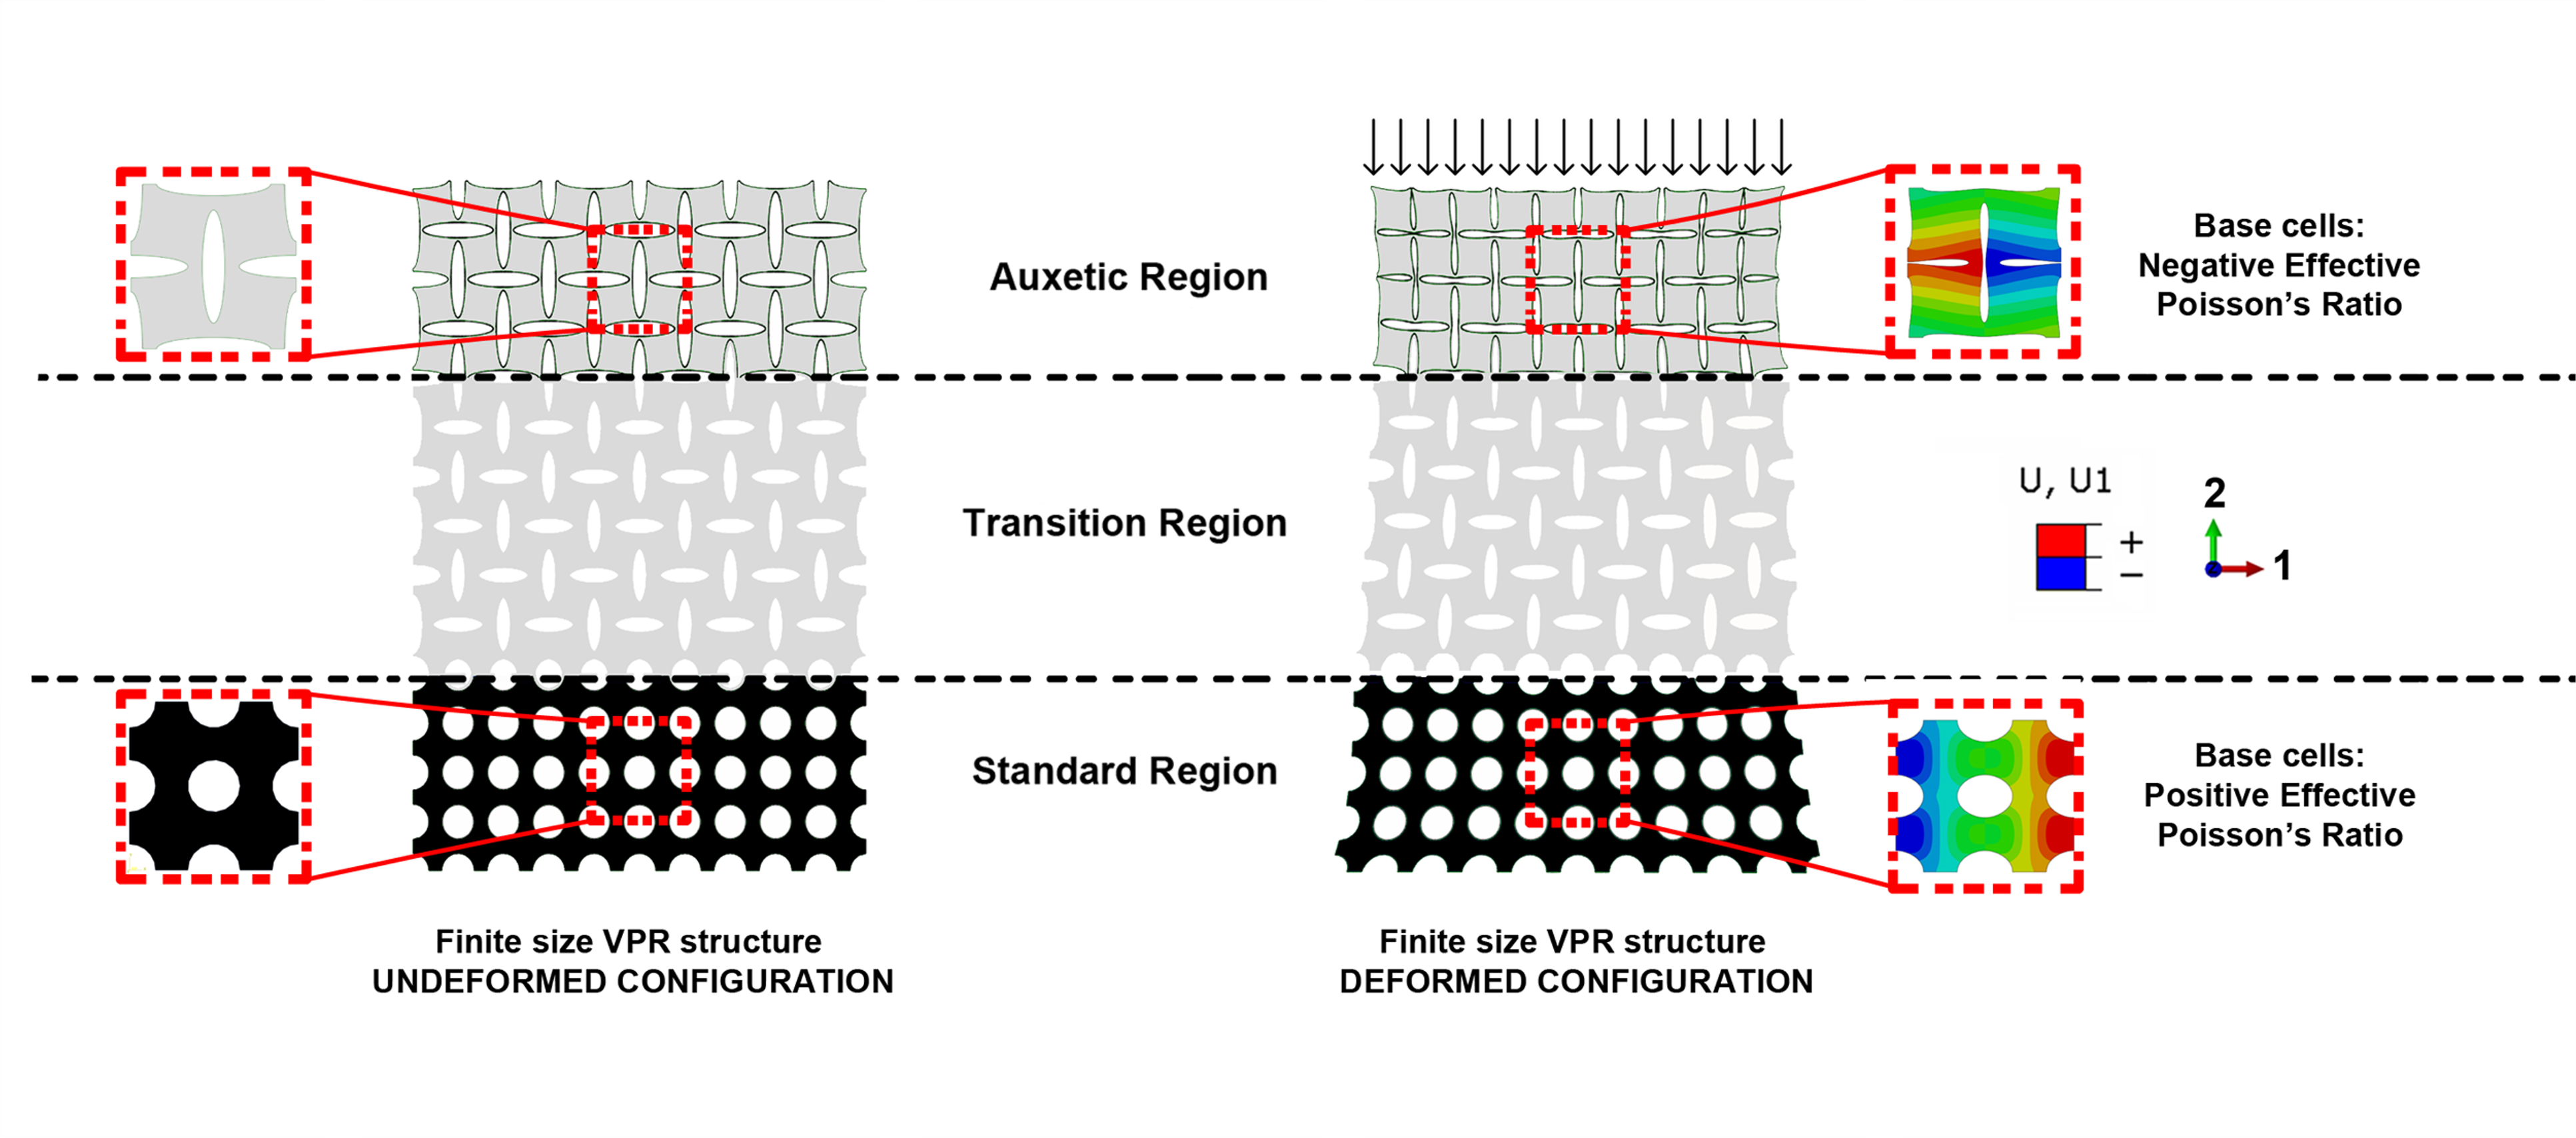 Auxetic Region
Base cells:
Negative Effective
Poisson's Ratio
Transition Region
U, U1
+
−
2
1
Standard Region
Base cells:
Positive Effective
Poisson's Ratio
Finite size VPR structure
UNDEFORMED CONFIGURATION
Finite size VPR structure
DEFORMED CONFIGURATION